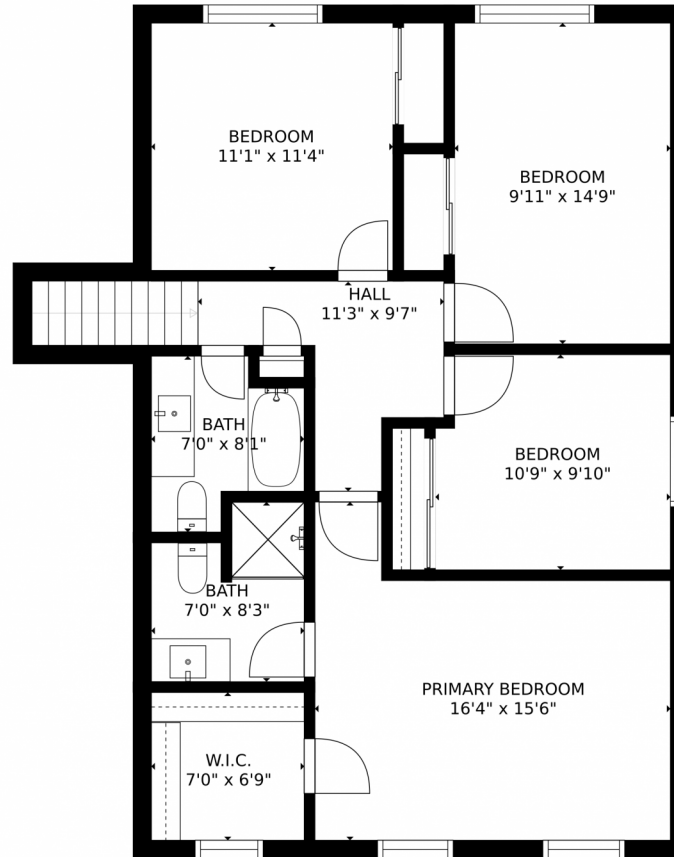 BEDROOM
11'1" x 11'4"
BEDROOM
9'11" x 14'9"
HALL
11'3" x 9'7"
BATH
7'0" x 8'1"
BEDROOM
10'9" x 9'10"
BATH
7'0" x 8'3"
PRIMARY BEDROOM
16'4" x 15'6"
W.I.C.
7'0" x 6'9"